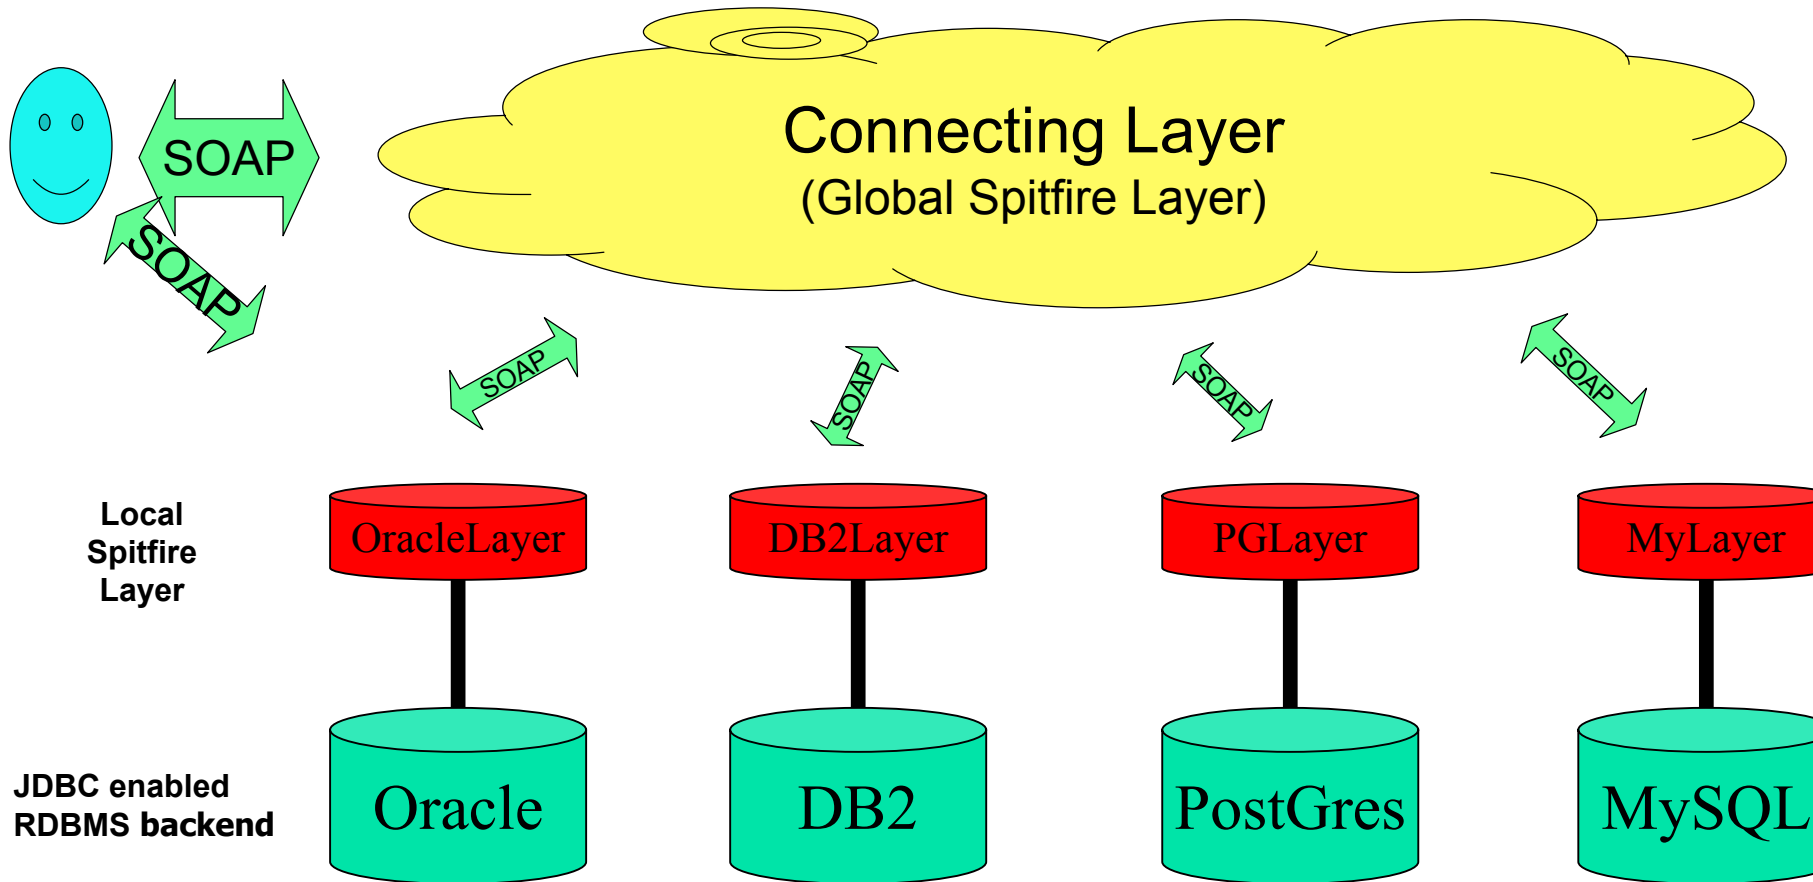 Connecting Layer
(Global Spitfire Layer)
SOAP
SOAP
SOAP
SOAP
SOAP
SOAP
Local
Spitfire
Layer
OracleLayer
DB2Layer
PGLayer
MyLayer
JDBC enabled
RDBMS backend
Oracle
DB2
PostGres
MySQL